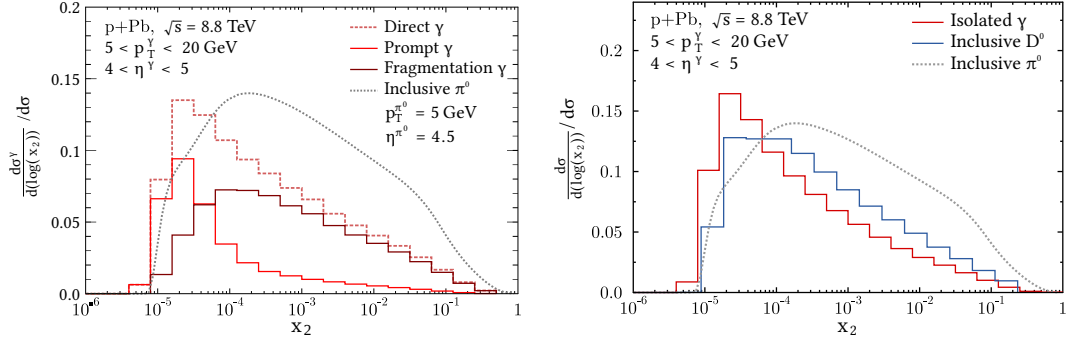 p+Pb, √s = 8.8 TeV
5 < p_T^γ < 20 GeV
4 < η^γ < 5
Direct γ
Prompt γ
Fragmentation γ
Inclusive π⁰
p_T^π⁰ = 5 GeV
η^π⁰ = 4.5
dσ^γ / d(log(x₂)) / dσ
0.20
0.15
0.10
0.05
0.0
10⁻⁶ 10⁻⁵ 10⁻⁴ 10⁻³ 10⁻² 10⁻¹ 1
x₂
p+Pb, √s = 8.8 TeV
5 < p_T^γ < 20 GeV
4 < η^γ < 5
Isolated γ
Inclusive D⁰
Inclusive π⁰
dσ / d(log(x₂)) / dσ
0.20
0.15
0.10
0.05
0.0
10⁻⁶ 10⁻⁵ 10⁻⁴ 10⁻³ 10⁻² 10⁻¹ 1
x₂